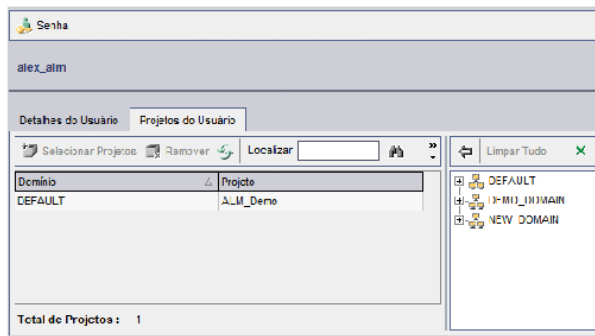 Senha
alex_alm
Detalhes do Usuário Projetos do Usuário
Selecionar Projetos Remover Localizar » Limpar Tudo
Domínio Projeto
DEFAULT ALM_Demo
DEFAULT
DEMO_DOMAIN
NEW_DOMAIN
Total de Projetos : 1